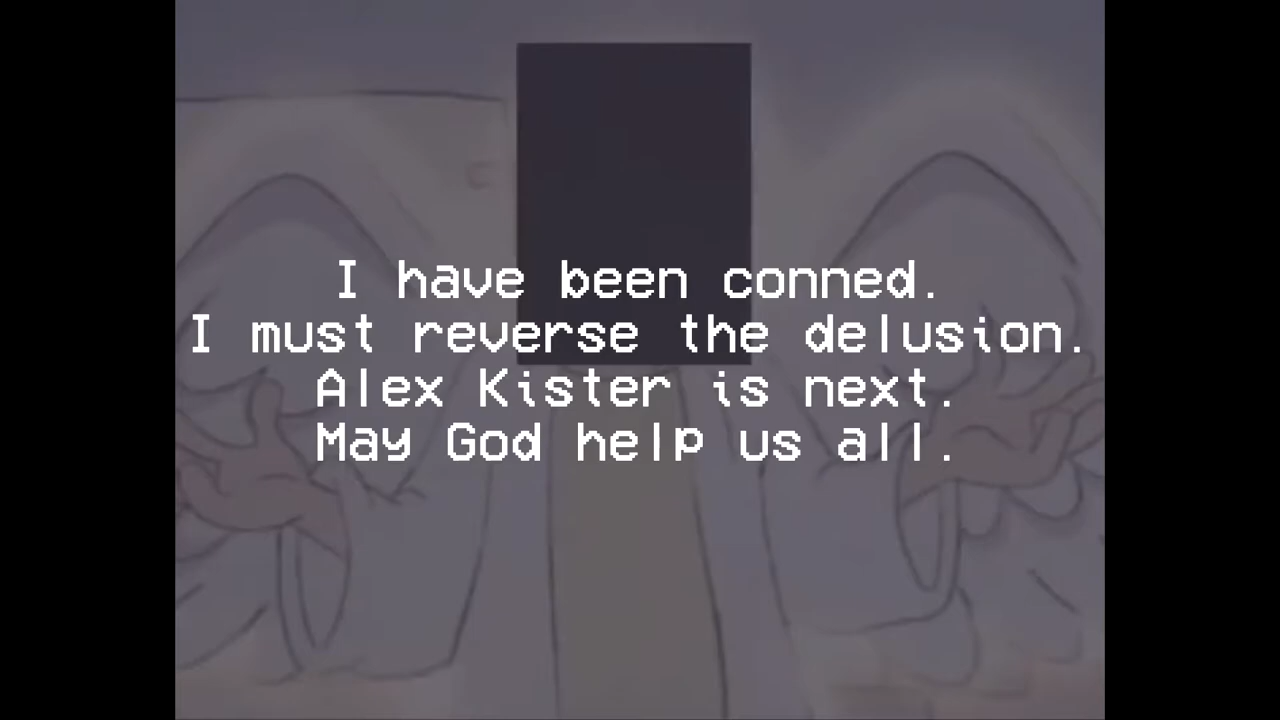 I have been conned.
I must reverse the delusion.
Alex Kister is next.
May God help us all.